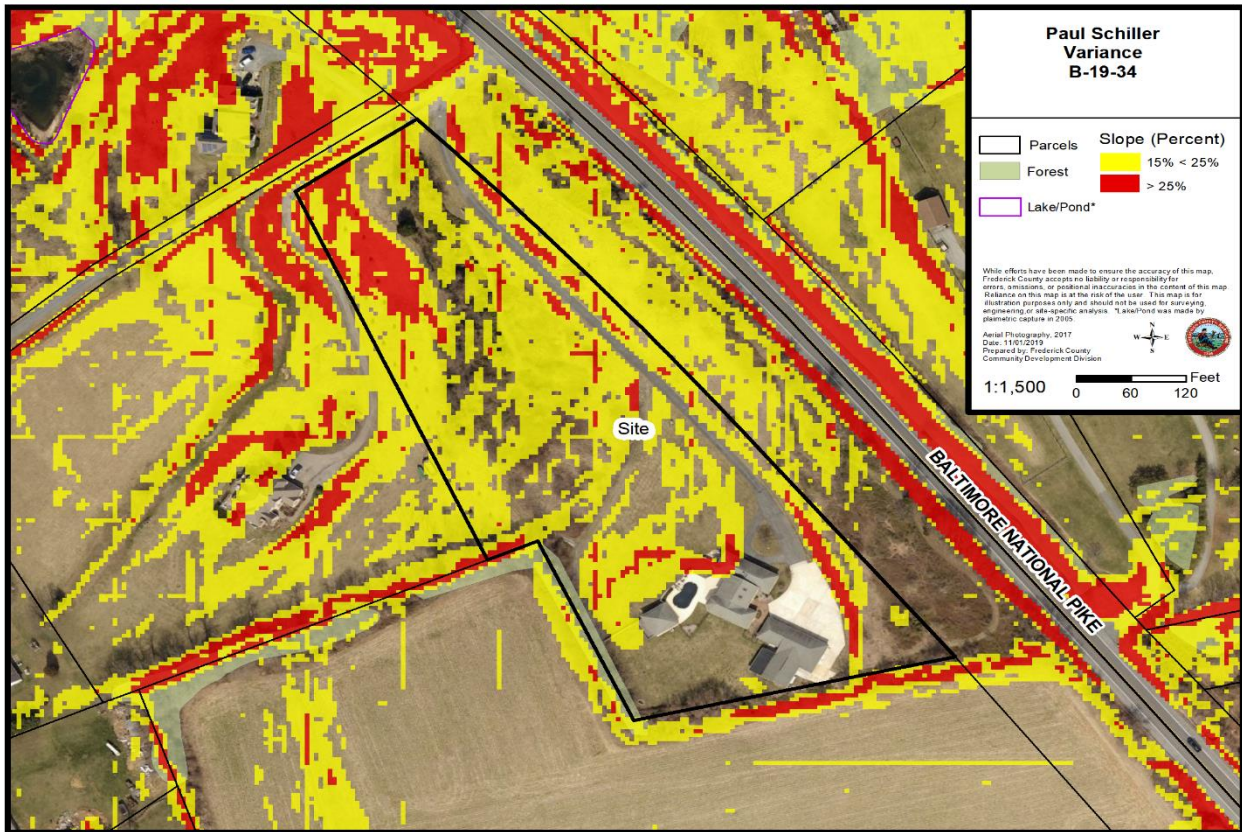 Paul Schiller
Variance
B-19-34
Parcels
Forest
Lake/Pond*
Slope (Percent)
15% < 25%
> 25%
While efforts have been made to ensure the accuracy of this map,
Frederick County accepts no liability or responsibility for
errors, omissions, or positional inaccuracies in the content of this map.
Reliance on this map is at the risk of the user. This map is for
illustration purposes only and should not be used for surveying,
engineering,or site-specific analysis. *Lake/Pond was made by
planimetric capture in 2005.
Aerial Photography, 2017
Date: 11/01/2019
Prepared by: Frederick County
Community Development Division
N
W E
S
1:1,500
Feet
0 60 120
Site
BALTIMORE NATIONAL PIKE